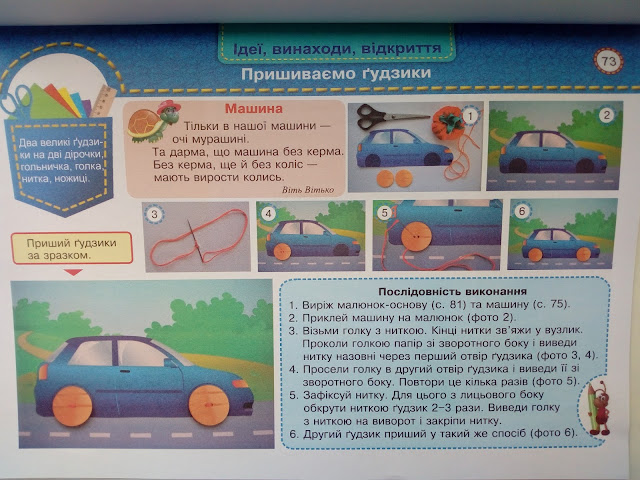 Ідеї, винаходи, відкриття
Пришиваємо ґудзики
73
Два великі ґудзи-
ки на дві дірочки,
гольничка, голка,
нитка, ножиці.
Машина
Тільки в нашої машини —
очі мурашині.
Та дарма, що машина без керма.
Без керма, ще й без коліс —
мають вирости колись.
Віть Вітько
1
2
3
4
5
6
Приший ґудзики
за зразком.
Послідовність виконання
1. Виріж малюнок-основу (с. 81) та машину (с. 75).
2. Приклей машину на малюнок (фото 2).
3. Візьми голку з ниткою. Кінці нитки зв’яжи у вузлик.
Проколи голкою папір зі зворотного боку і виведи
нитку назовні через перший отвір ґудзика (фото 3, 4).
4. Просели голку в другий отвір ґудзика і виведи її зі
зворотного боку. Повтори це кілька разів (фото 5).
5. Зафіксуй нитку. Для цього з лицьового боку
обкрути ниткою ґудзик 2–3 рази. Виведи голку
з ниткою на виворіт і закріпи нитку.
6. Другий ґудзик приший у такий же спосіб (фото 6).